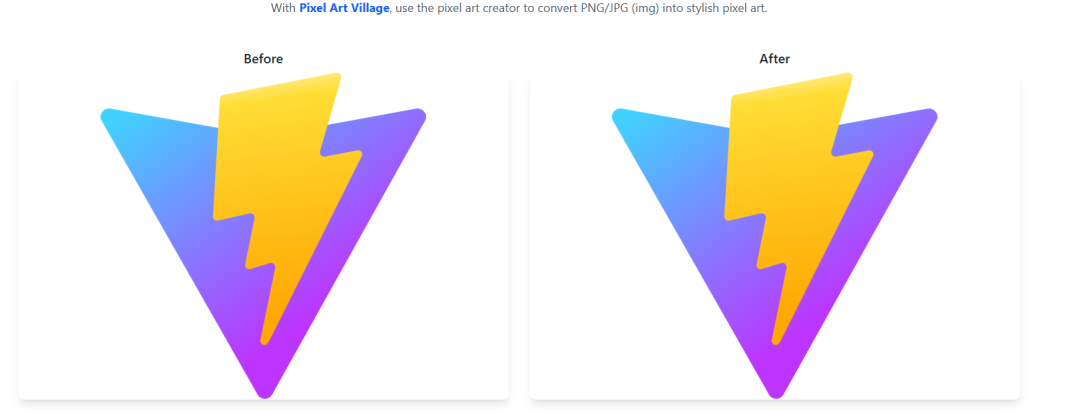 With Pixel Art Village, use the pixel art creator to convert PNG/JPG (img) into stylish pixel art.
Before
After